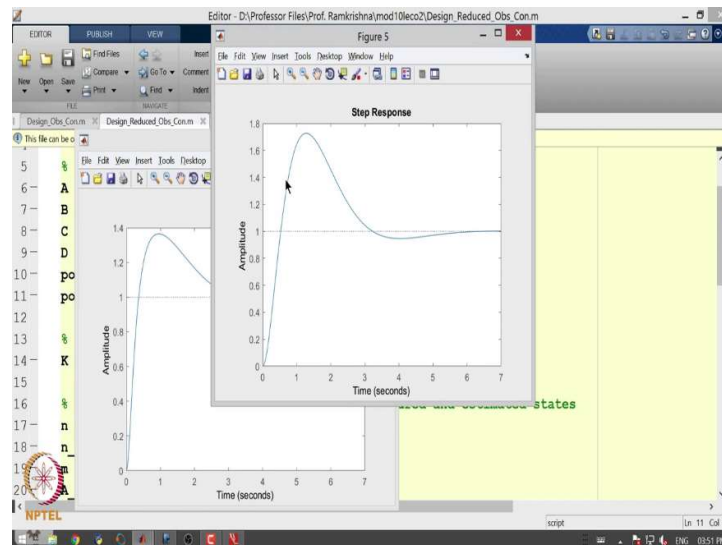 Editor - D:\Professor Files\Prof. Ramkrishna\mod10leco2\Design_Reduced_Obs_Con.m
EDITOR PUBLISH VIEW
New Open Save
Find Files
Compare
Print
Go To
Find
Insert
Comment
Indent
FILE NAVIGATE
Design_Obs_Con.m Design_Reduced_Obs_Con.m
This file can be o
Figure 5
File Edit View Insert Tools Desktop Window Help
Step Response
1.8
1.6
1.4
1.2
1
0.8
0.6
0.4
0.2
0
Amplitude
0 1 2 3 4 5 6 7
Time (seconds)
File Edit View Insert Tools Desktop
1.4
1.2
1
0.8
0.6
0.4
0.2
0
Amplitude
0 1 2 3 4 5 6 7
Time (seconds)
5 %
6 A
7 B
8 C
9 D
10 po
11 po
12
13 %
14 K
15
16 % and estimated states
17 n
18 n_
19 m
20 A_
NPTEL
script Ln 11 Col
ENG 03:51 P